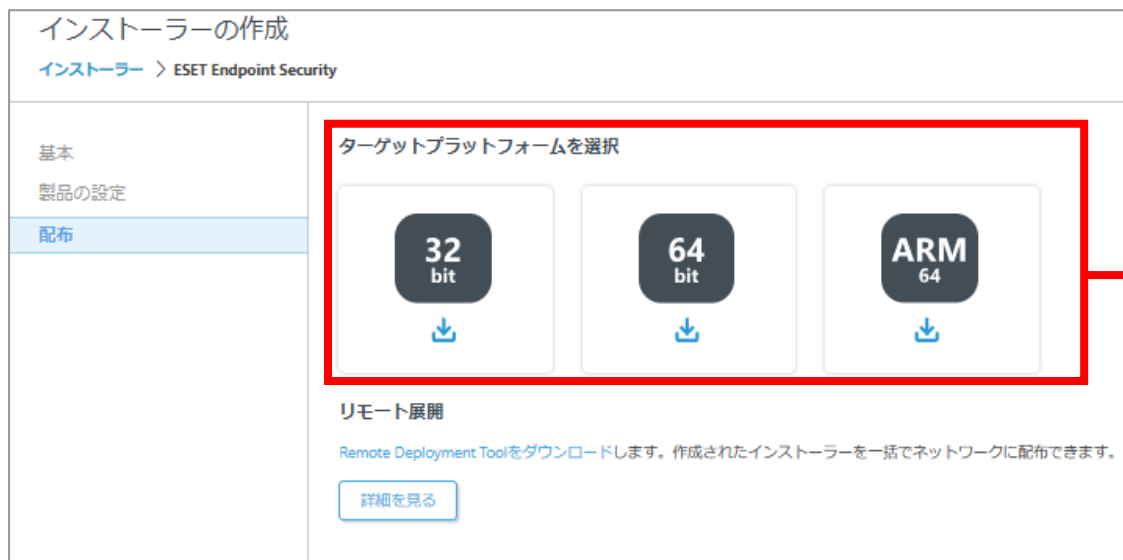 インストーラーの作成
インストーラー > ESET Endpoint Security
基本
製品の設定
配布
ターゲットプラットフォームを選択
32
bit
64
bit
ARM
64
リモート展開
Remote Deployment Toolをダウンロードします。作成されたインストーラーを一括でネットワークに配布できます。
詳細を見る